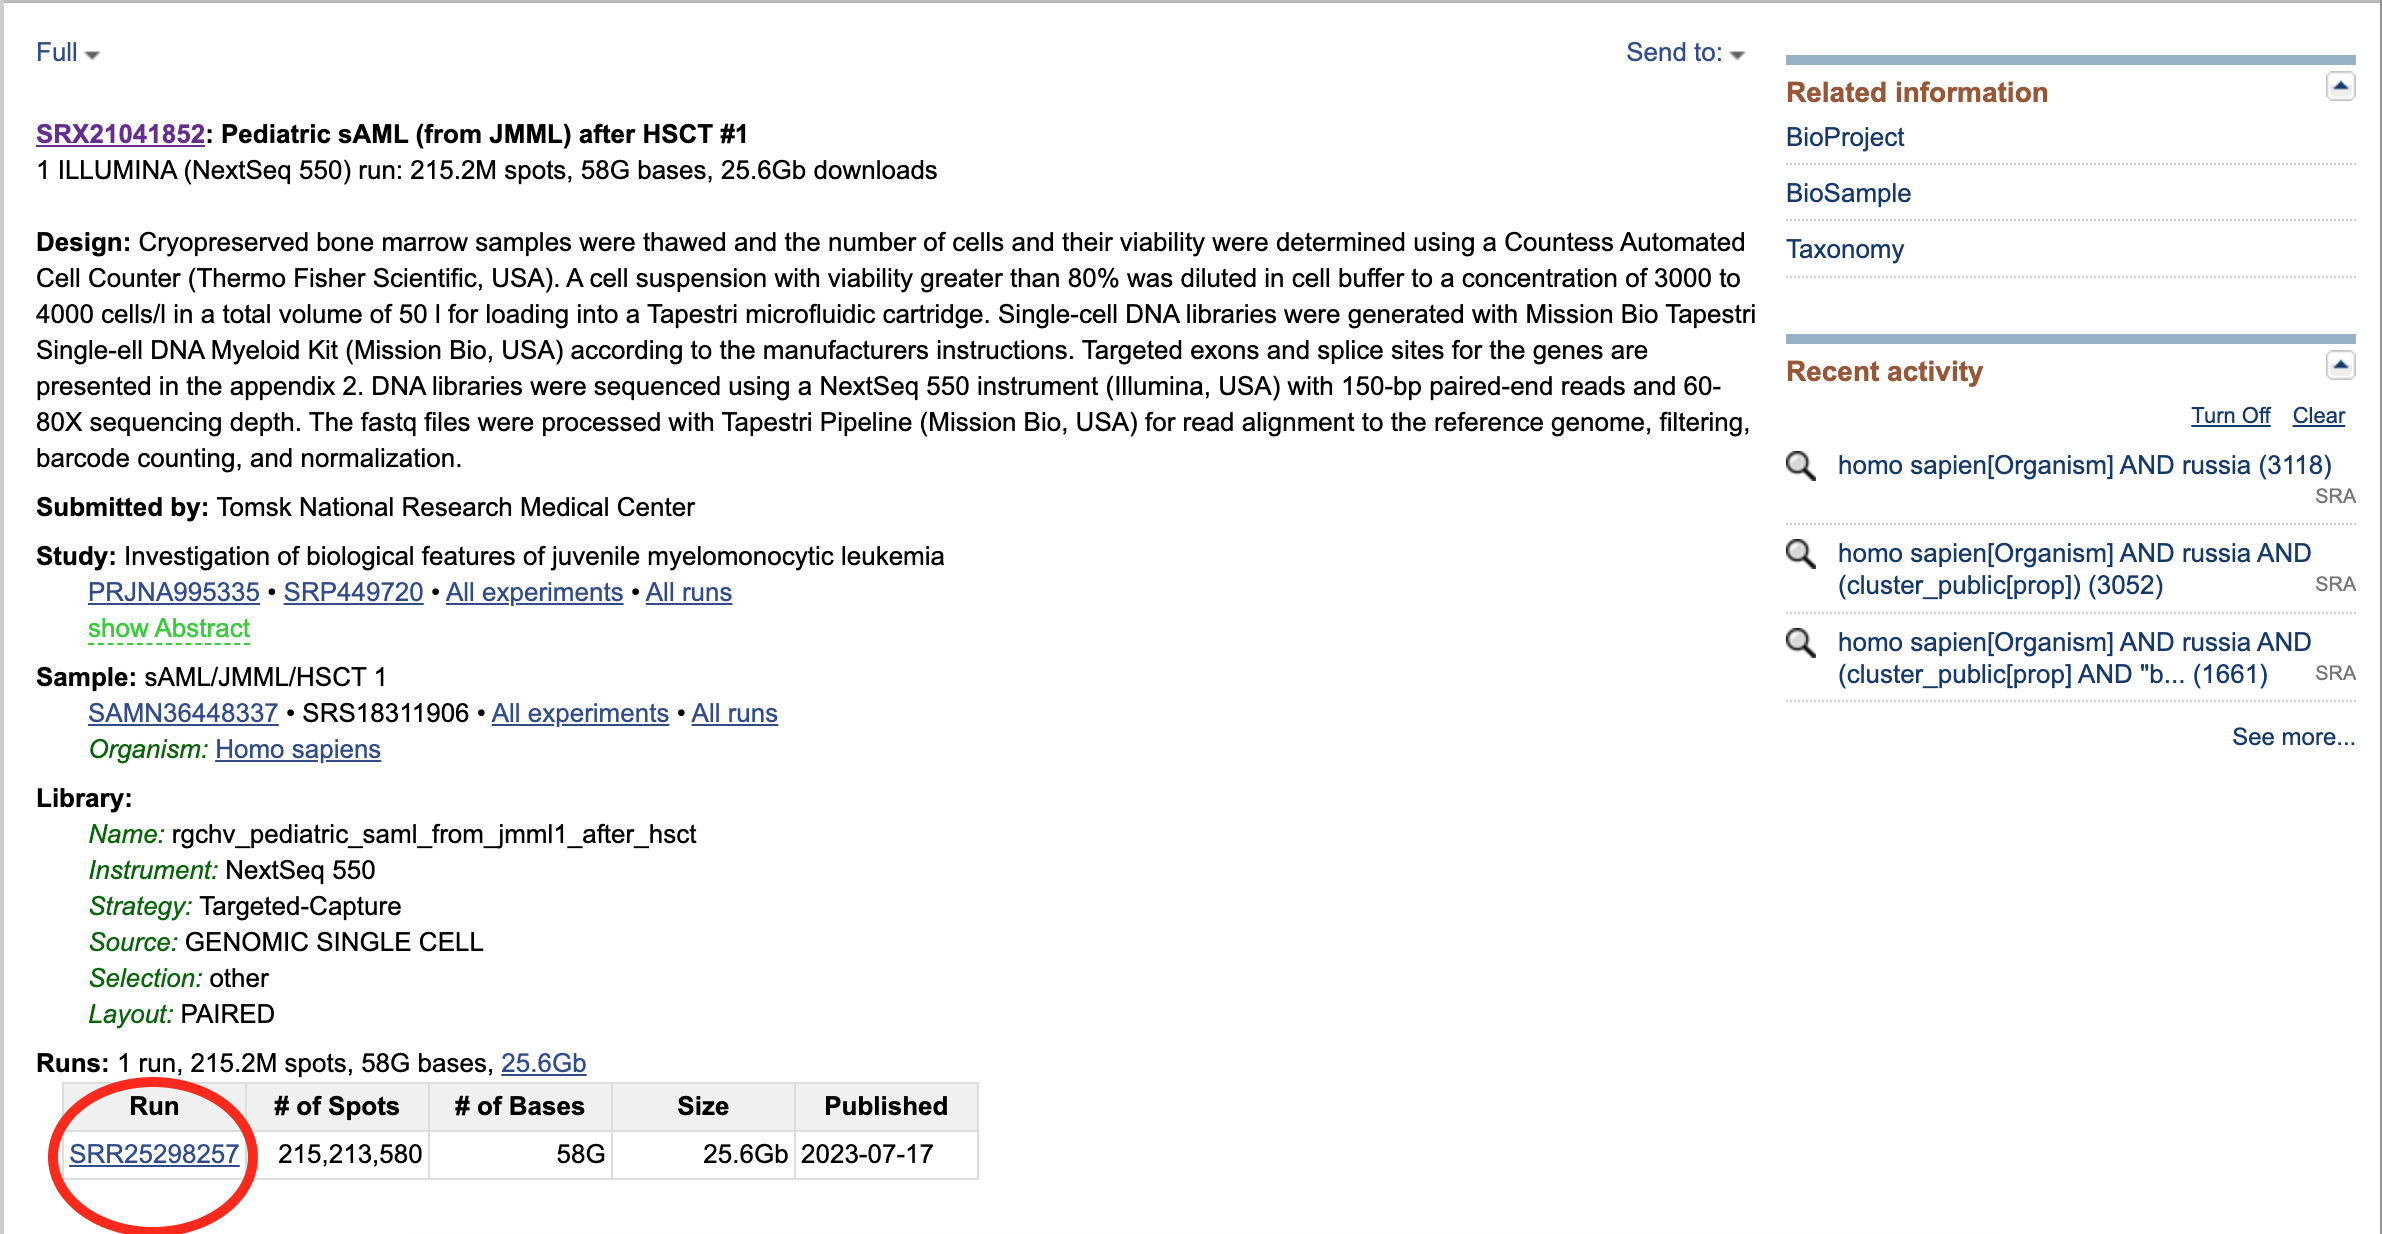 Full
Send to:
SRX21041852: Pediatric sAML (from JMML) after HSCT #1
1 ILLUMINA (NextSeq 550) run: 215.2M spots, 58G bases, 25.6Gb downloads
Design: Cryopreserved bone marrow samples were thawed and the number of cells and their viability were determined using a Countess Automated
Cell Counter (Thermo Fisher Scientific, USA). A cell suspension with viability greater than 80% was diluted in cell buffer to a concentration of 3000 to
4000 cells/l in a total volume of 50 l for loading into a Tapestri microfluidic cartridge. Single-cell DNA libraries were generated with Mission Bio Tapestri
Single-ell DNA Myeloid Kit (Mission Bio, USA) according to the manufacturers instructions. Targeted exons and splice sites for the genes are
presented in the appendix 2. DNA libraries were sequenced using a NextSeq 550 instrument (Illumina, USA) with 150-bp paired-end reads and 60-
80X sequencing depth. The fastq files were processed with Tapestri Pipeline (Mission Bio, USA) for read alignment to the reference genome, filtering,
barcode counting, and normalization.
Submitted by: Tomsk National Research Medical Center
Study: Investigation of biological features of juvenile myelomonocytic leukemia
PRJNA995335 • SRP449720 • All experiments • All runs
show Abstract
Sample: sAML/JMML/HSCT 1
SAMN36448337 • SRS18311906 • All experiments • All runs
Organism: Homo sapiens
Library:
Name: rgchv_pediatric_saml_from_jmml1_after_hsct
Instrument: NextSeq 550
Strategy: Targeted-Capture
Source: GENOMIC SINGLE CELL
Selection: other
Layout: PAIRED
Runs: 1 run, 215.2M spots, 58G bases, 25.6Gb
Run # of Spots # of Bases Size Published
SRR25298257 215,213,580 58G 25.6Gb 2023-07-17
Related information
BioProject
BioSample
Taxonomy
Recent activity
Turn Off Clear
homo sapien[Organism] AND russia (3118)
SRA
homo sapien[Organism] AND russia AND
(cluster_public[prop]) (3052) SRA
homo sapien[Organism] AND russia AND
(cluster_public[prop] AND "b... (1661) SRA
See more...